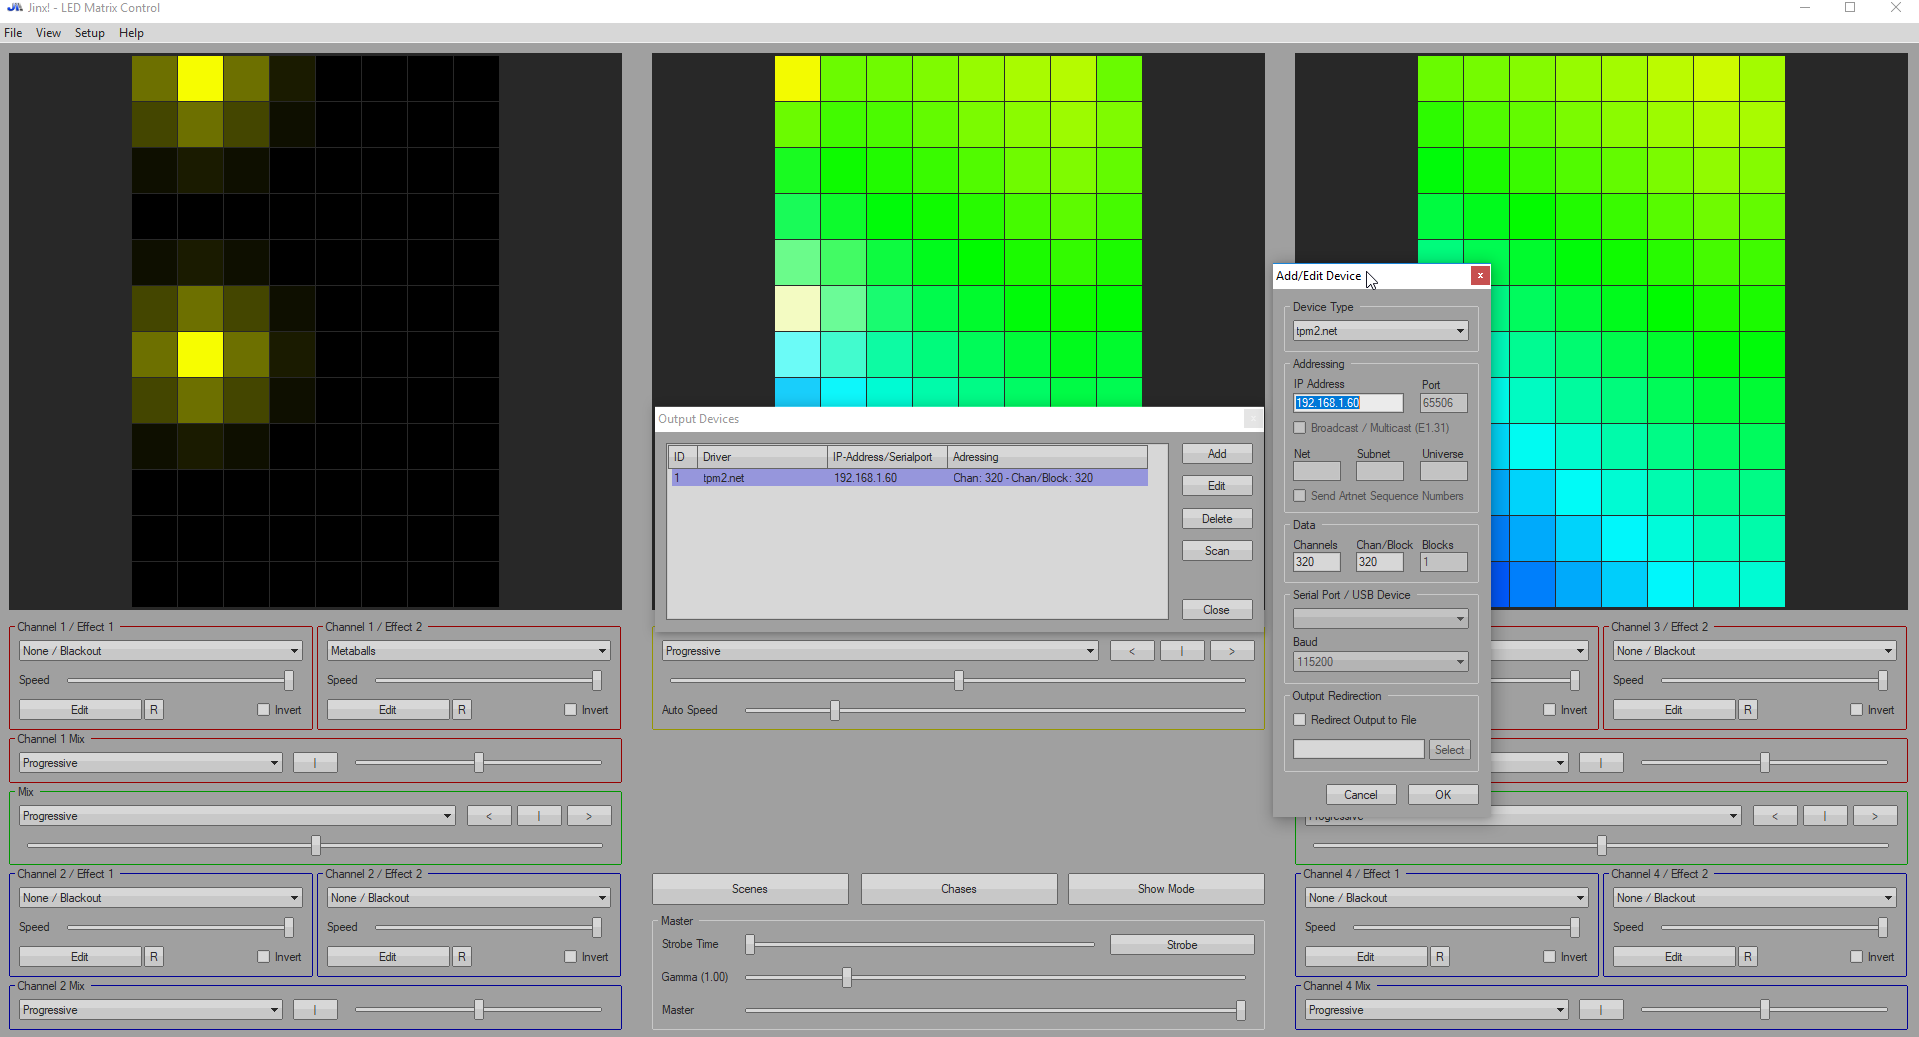 Jinx! - LED Matrix Control
File View Setup Help
Output Devices
ID Driver IP-Address/Serialport Adressing
1 tpm2.net 192.168.1.60 Chan: 320 - Chan/Block: 320
Add
Edit
Delete
Scan
Close
Add/Edit Device
x
Device Type
tpm2.net
Addressing
IP Address Port
192.168.1.60 65506
Broadcast / Multicast (E1.31)
Net Subnet Universe
Send Artnet Sequence Numbers
Data
Channels Chan/Block Blocks
320 320 1
Serial Port / USB Device
Baud
115200
Output Redirection
Redirect Output to File
Select
Cancel OK
Channel 1 / Effect 1
None / Blackout
Speed
Edit R Invert
Channel 1 / Effect 2
Metaballs
Speed
Edit R Invert
Channel 1 Mix
Progressive I
Mix
Progressive < I >
Channel 2 / Effect 1
None / Blackout
Speed
Edit R Invert
Channel 2 / Effect 2
None / Blackout
Speed
Edit R Invert
Channel 2 Mix
Progressive I
Progressive < I >
Auto Speed
Scenes Chases Show Mode
Master
Strobe Time Strobe
Gamma (1.00)
Master
Invert
Channel 3 / Effect 2
None / Blackout
Speed
Edit R Invert
I
Progressive < I >
Channel 4 / Effect 1
None / Blackout
Speed
Edit R Invert
Channel 4 / Effect 2
None / Blackout
Speed
Edit R Invert
Channel 4 Mix
Progressive I